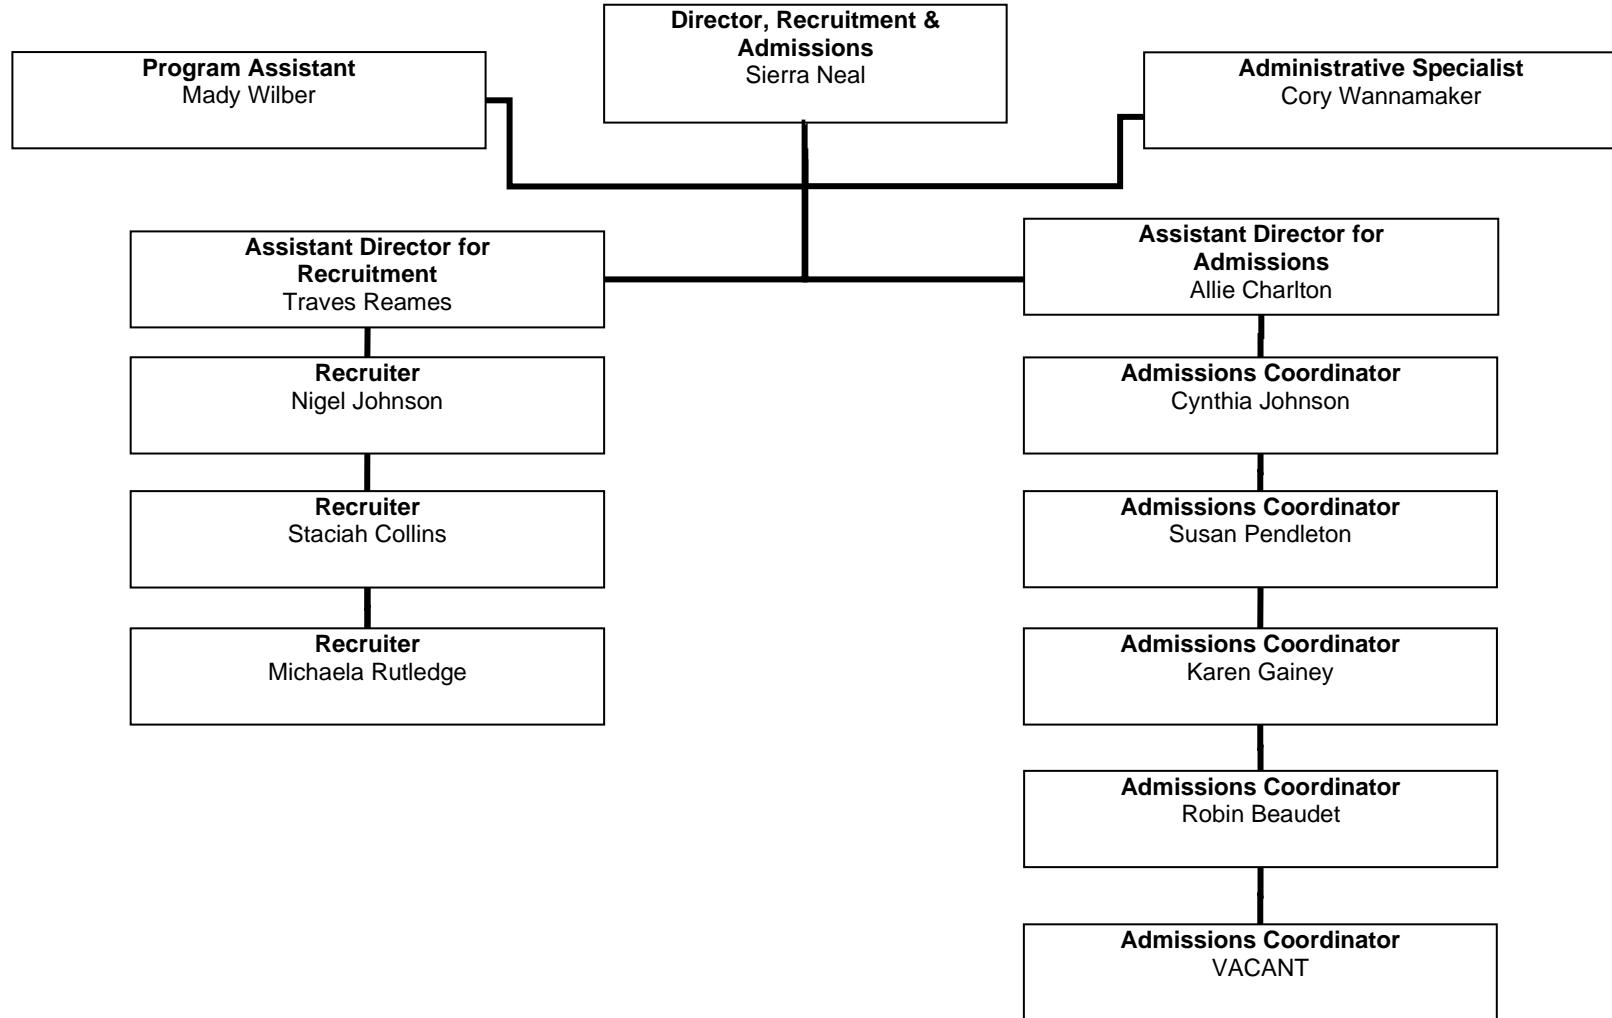 Director, Recruitment &
Admissions
Sierra Neal
Program Assistant
Mady Wilber
Administrative Specialist
Cory Wannamaker
Assistant Director for
Recruitment
Traves Reames
Assistant Director for
Admissions
Allie Charlton
Recruiter
Nigel Johnson
Admissions Coordinator
Cynthia Johnson
Recruiter
Staciah Collins
Admissions Coordinator
Susan Pendleton
Recruiter
Michaela Rutledge
Admissions Coordinator
Karen Gainey
Admissions Coordinator
Robin Beaudet
Admissions Coordinator
VACANT